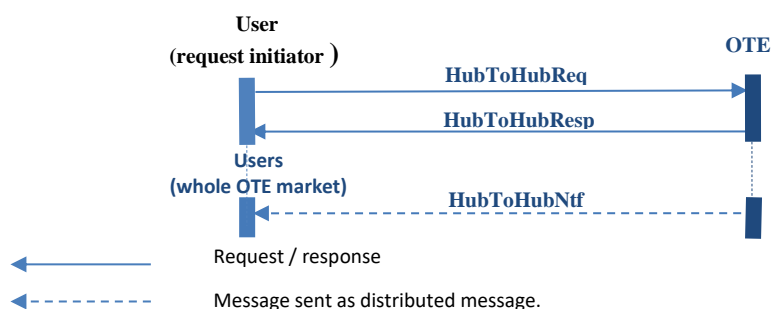 User
(request initiator )
OTE
HubToHubReq
HubToHubResp
Users
(whole OTE market)
HubToHubNtf
Request / response
Message sent as distributed message.